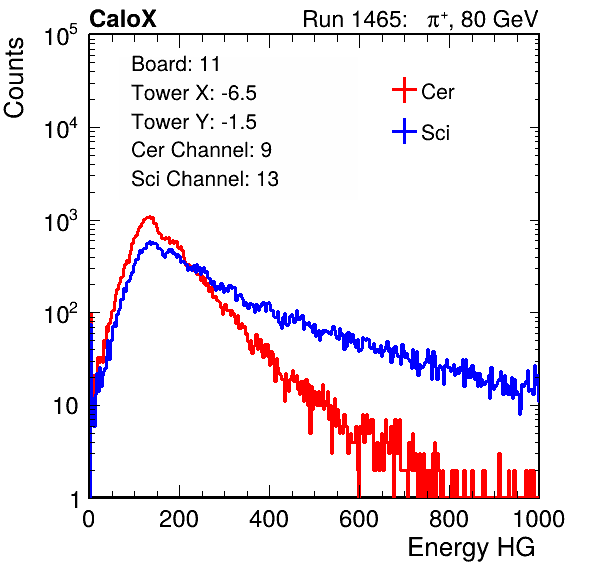 CaloX Run 1465: π⁺, 80 GeV
Counts
Board: 11
Tower X: -6.5
Tower Y: -1.5
Cer Channel: 9
Sci Channel: 13
Cer
Sci
10⁵
10⁴
10³
10²
10
1
0 200 400 600 800 1000
Energy HG